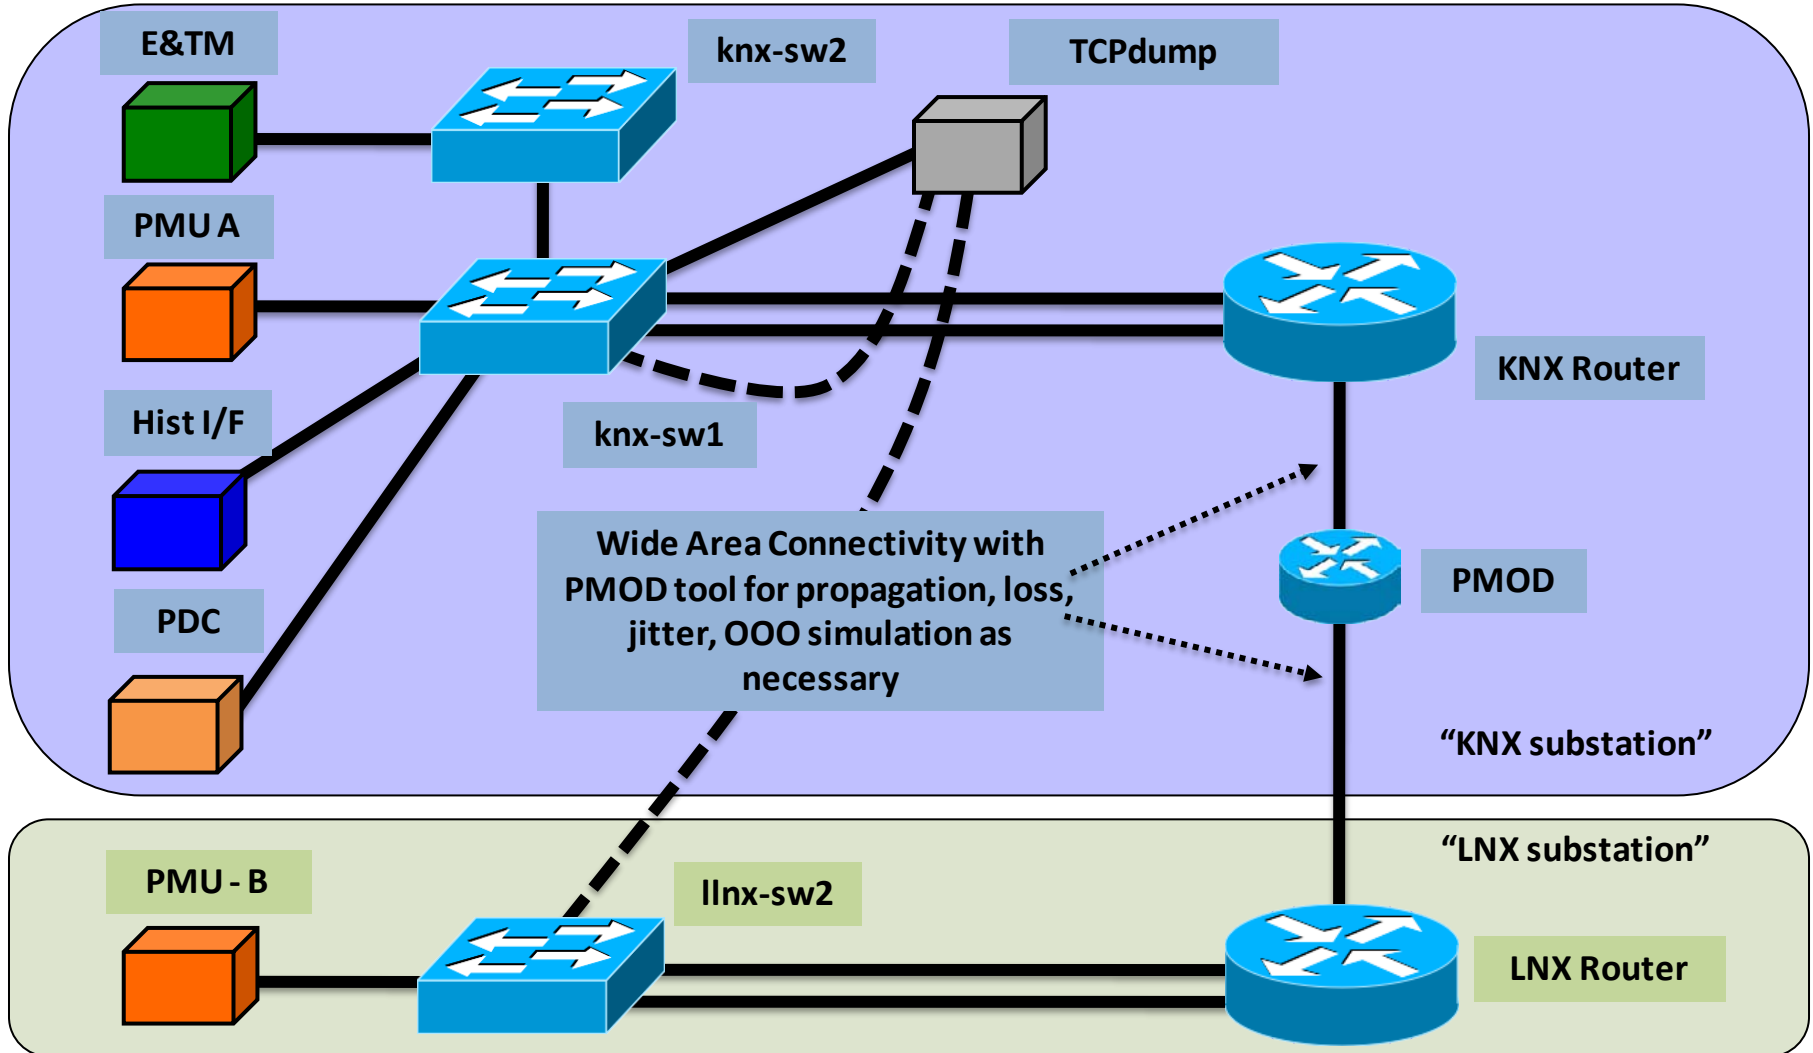 E&TM
knx-sw2
TCPdump
PMU A
KNX Router
Hist I/F
knx-sw1
Wide Area Connectivity with
PMOD tool for propagation, loss,
jitter, OOO simulation as
necessary
PMOD
PDC
“KNX substation”
“LNX substation”
PMU - B
llnx-sw2
LNX Router